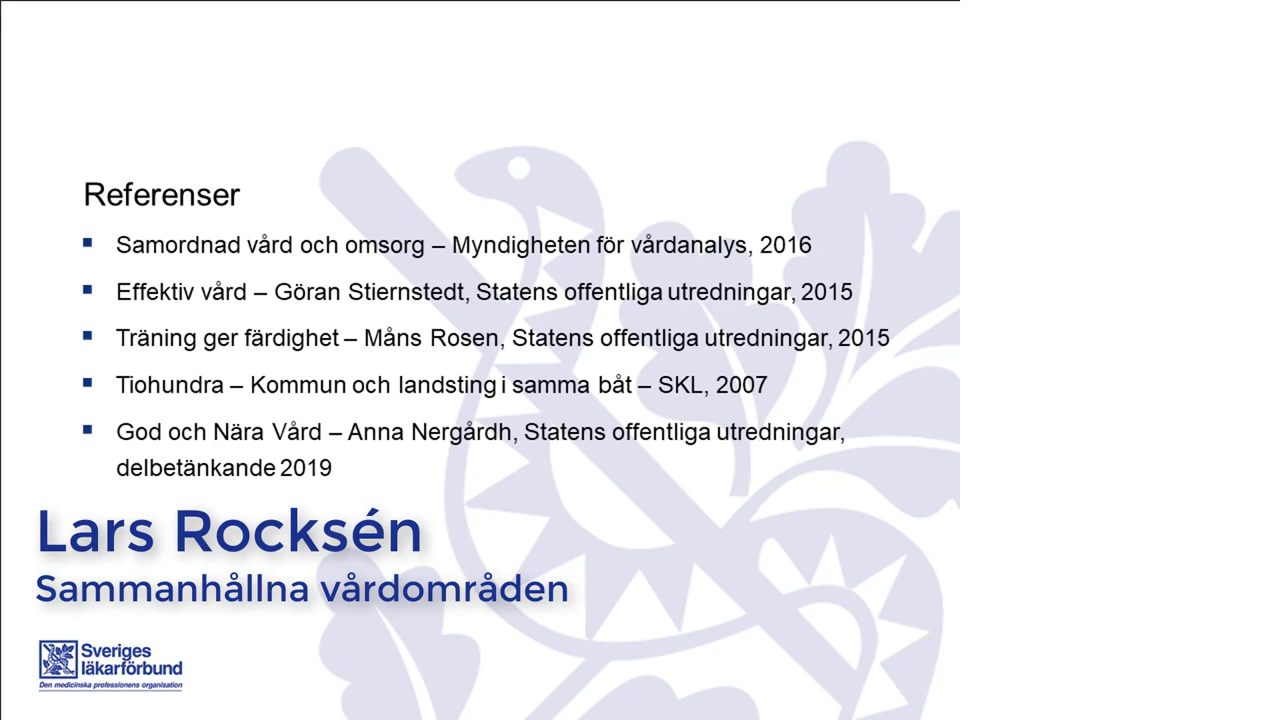 Referenser
Samordnad vård och omsorg – Myndigheten för vårdanalys, 2016
Effektiv vård – Göran Stiernstedt, Statens offentliga utredningar, 2015
Träning ger färdighet – Måns Rosen, Statens offentliga utredningar, 2015
Tiohundra – Kommun och landsting i samma båt – SKL, 2007
God och Nära Vård – Anna Nergårdh, Statens offentliga utredningar,
delbetänkande 2019
Lars Rocksén
Sammanhållna vårdområden
Sveriges
läkarförbund
Den medicinska professionens organisation